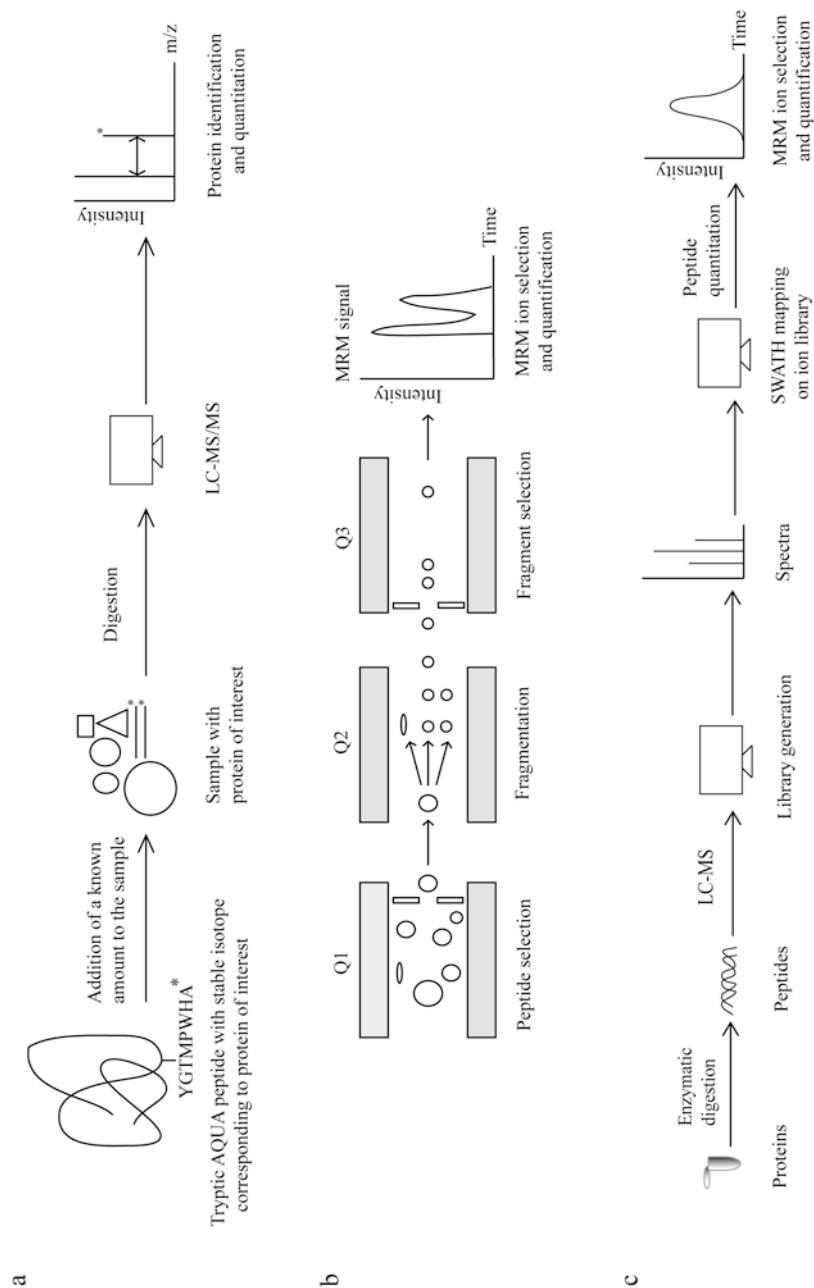 a
YGTMPWHA*
Tryptic AQUA peptide with stable isotope
corresponding to protein of interest
Addition of a known
amount to the sample
* *
Sample with
protein of interest
Digestion
LC-MS/MS
Intensity
*
m/z
Protein identification
and quantitation
b
Q1
Peptide selection
Q2
Fragmentation
Q3
Fragment selection
MRM signal
Intensity
Time
MRM ion selection
and quantification
c
Proteins
Enzymatic
digestion
Peptides
LC-MS
Library generation
Spectra
SWATH mapping
on ion library
Peptide
quantitation
Intensity
Time
MRM ion selection
and quantification